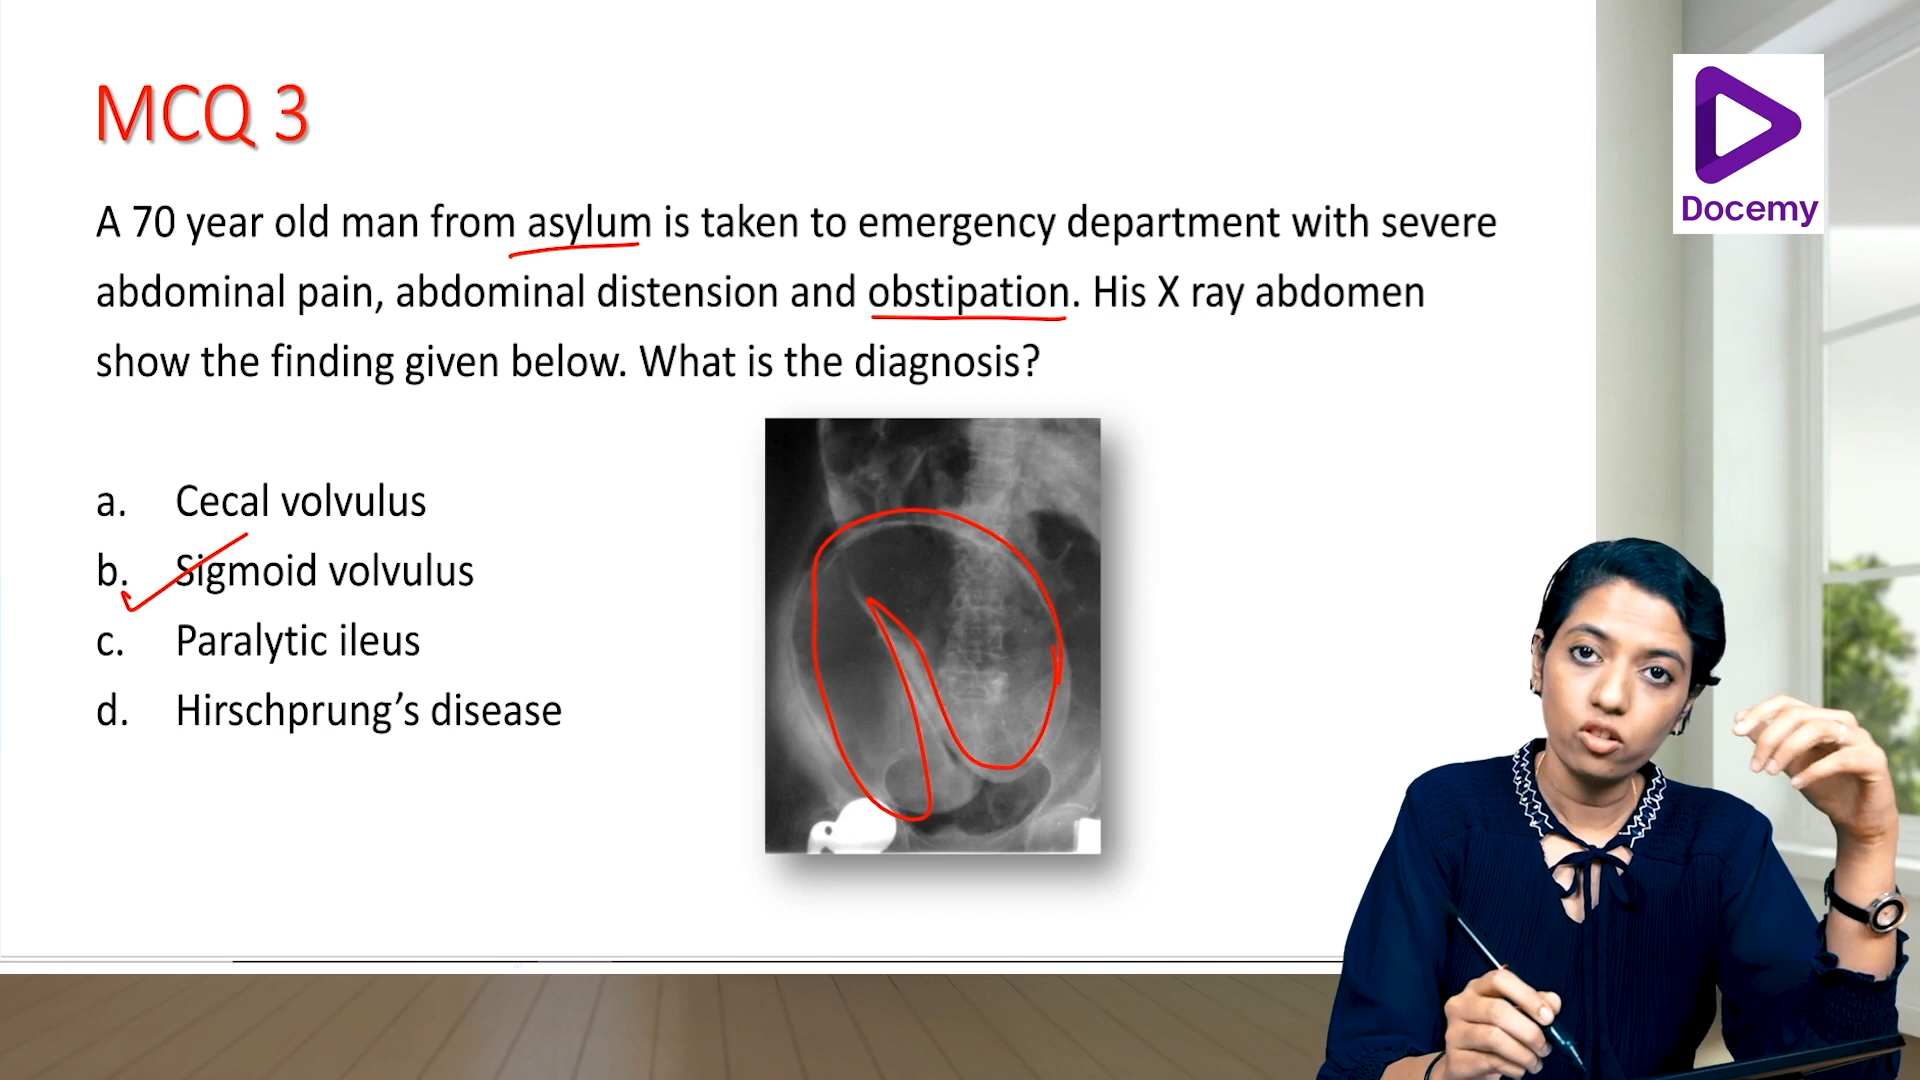 MCQ 3
A 70 year old man from asylum is taken to emergency department with severe
abdominal pain, abdominal distension and obstipation. His X ray abdomen
show the finding given below. What is the diagnosis?
a. Cecal volvulus
b. Sigmoid volvulus
c. Paralytic ileus
d. Hirschprung’s disease
Docemy